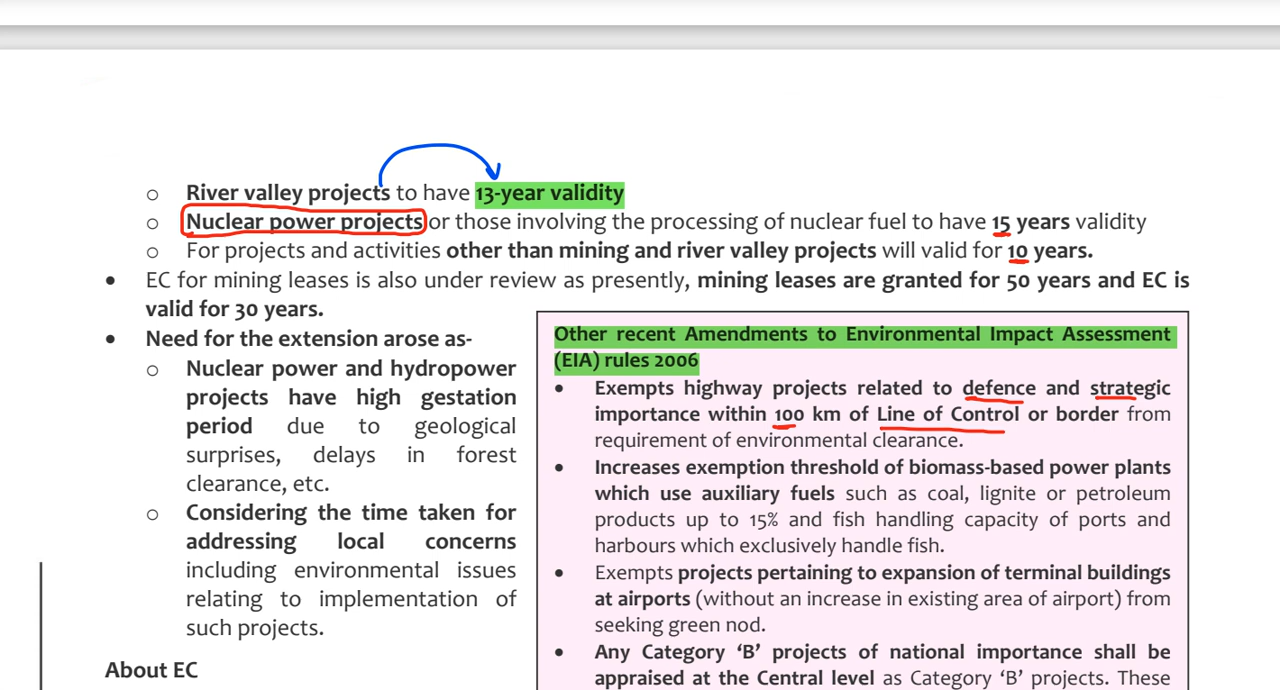 o River valley projects to have 13-year validity
o Nuclear power projects or those involving the processing of nuclear fuel to have 15 years validity
o For projects and activities other than mining and river valley projects will valid for 10 years.
• EC for mining leases is also under review as presently, mining leases are granted for 50 years and EC is
valid for 30 years.
• Need for the extension arose as-
o Nuclear power and hydropower
projects have high gestation
period due to geological
surprises, delays in forest
clearance, etc.
o Considering the time taken for
addressing local concerns
including environmental issues
relating to implementation of
such projects.
About EC
Other recent Amendments to Environmental Impact Assessment
(EIA) rules 2006
• Exempts highway projects related to defence and strategic
importance within 100 km of Line of Control or border from
requirement of environmental clearance.
• Increases exemption threshold of biomass-based power plants
which use auxiliary fuels such as coal, lignite or petroleum
products up to 15% and fish handling capacity of ports and
harbours which exclusively handle fish.
• Exempts projects pertaining to expansion of terminal buildings
at airports (without an increase in existing area of airport) from
seeking green nod.
• Any Category ‘B’ projects of national importance shall be
appraised at the Central level as Category ‘B’ projects. These